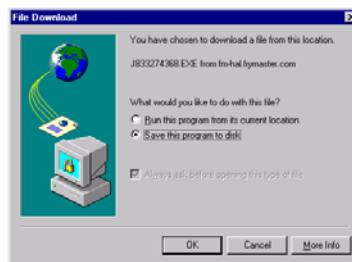 File Download
You have chosen to download a file from this location.
J833274368.EXE from fm-hal.frymaster.com
What would you like to do with this file?
Run this program from its current location
Save this program to disk
Always ask before opening this type of file
OK
Cancel
More Info